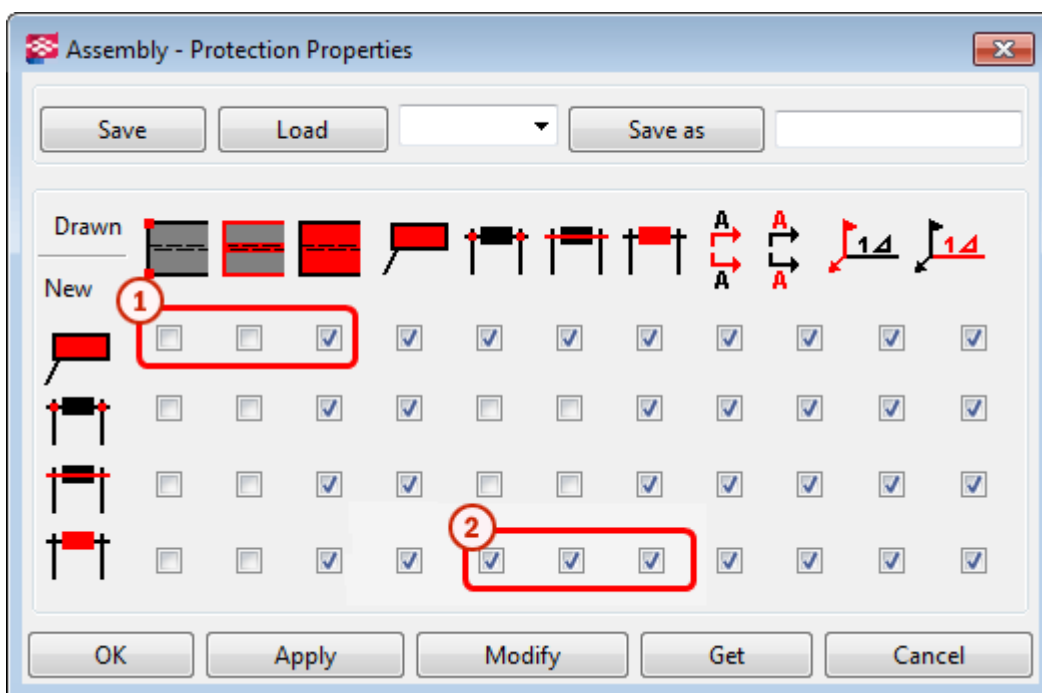 Assembly - Protection Properties
Save Load Save as
Drawn
A A
1⊿ 1⊿
A A
New
1
2
OK Apply Modify Get Cancel